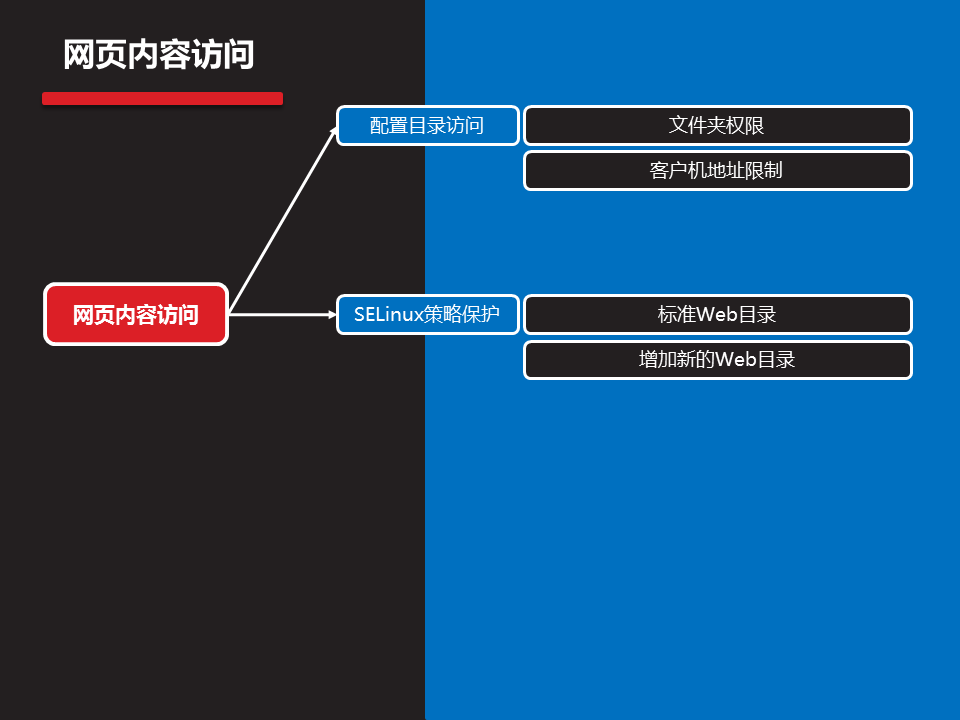 网页内容访问
配置目录访问
文件夹权限
客户机地址限制
网页内容访问
SELinux策略保护
标准Web目录
增加新的Web目录